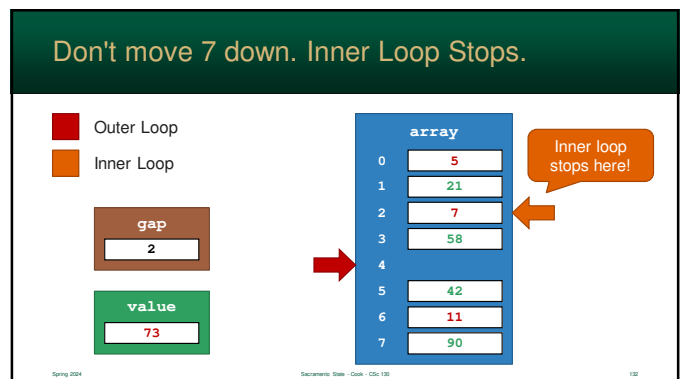 Don't move 7 down. Inner Loop Stops.
Outer Loop
Inner Loop
gap
2
value
73
array
0 5
1 21
2 7
3 58
4
5 42
6 11
7 90
Inner loop
stops here!
Spring 2024
Sacramento State - Cook - CSc 130
132